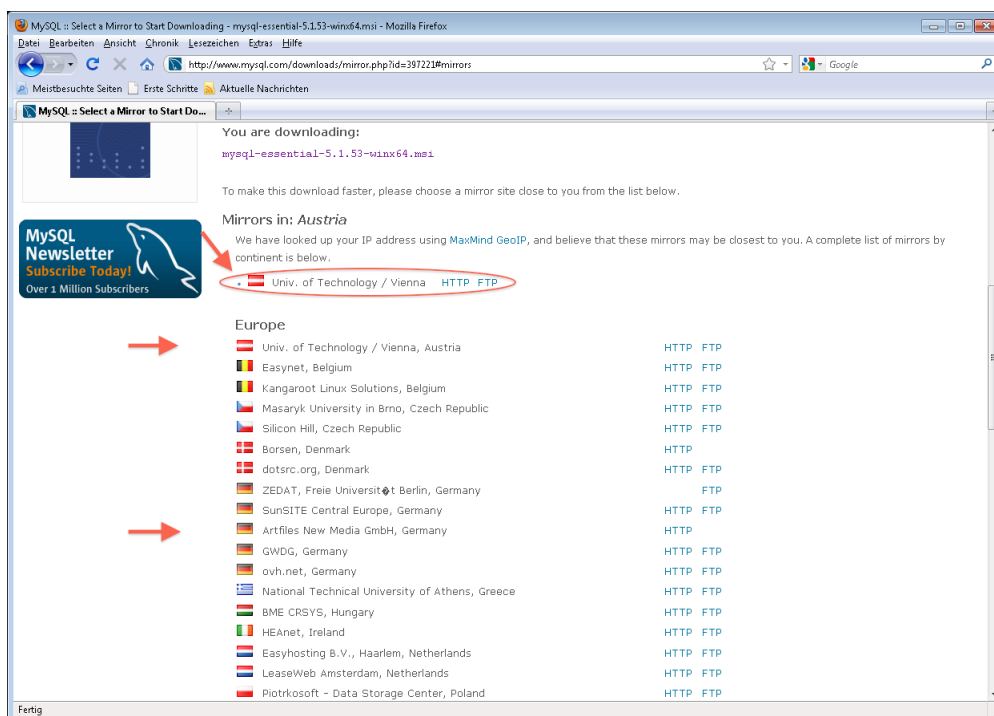 MySQL :: Select a Mirror to Start Downloading - mysql-essential-5.1.53-winx64.msi - Mozilla Firefox
Datei Bearbeiten Ansicht Chronik Lesezeichen Extras Hilfe
http://www.mysql.com/downloads/mirror.php?id=397221#mirrors
Google
Meistbesuchte Seiten Erste Schritte Aktuelle Nachrichten
MySQL :: Select a Mirror to Start Do...
You are downloading:
mysql-essential-5.1.53-winx64.msi
To make this download faster, please choose a mirror site close to you from the list below.
MySQL
Newsletter
Subscribe Today!
Over 1 Million Subscribers
Mirrors in: Austria
We have looked up your IP address using MaxMind GeoIP, and believe that these mirrors may be closest to you. A complete list of mirrors by
continent is below.
Univ. of Technology / Vienna HTTP FTP
Europe
Univ. of Technology / Vienna, Austria HTTP FTP
Easynet, Belgium HTTP FTP
Kangaroot Linux Solutions, Belgium HTTP FTP
Masaryk University in Brno, Czech Republic HTTP FTP
Silicon Hill, Czech Republic HTTP FTP
Borsen, Denmark HTTP
dotsrc.org, Denmark HTTP FTP
ZEDAT, Freie Universit�t Berlin, Germany FTP
SunSITE Central Europe, Germany HTTP FTP
Artfiles New Media GmbH, Germany HTTP
GWDG, Germany HTTP FTP
ovh.net, Germany HTTP FTP
National Technical University of Athens, Greece HTTP FTP
BME CRSYS, Hungary HTTP FTP
HEAnet, Ireland HTTP FTP
Easyhosting B.V., Haarlem, Netherlands HTTP FTP
LeaseWeb Amsterdam, Netherlands HTTP FTP
Piotrkosoft - Data Storage Center, Poland HTTP FTP
Fertig